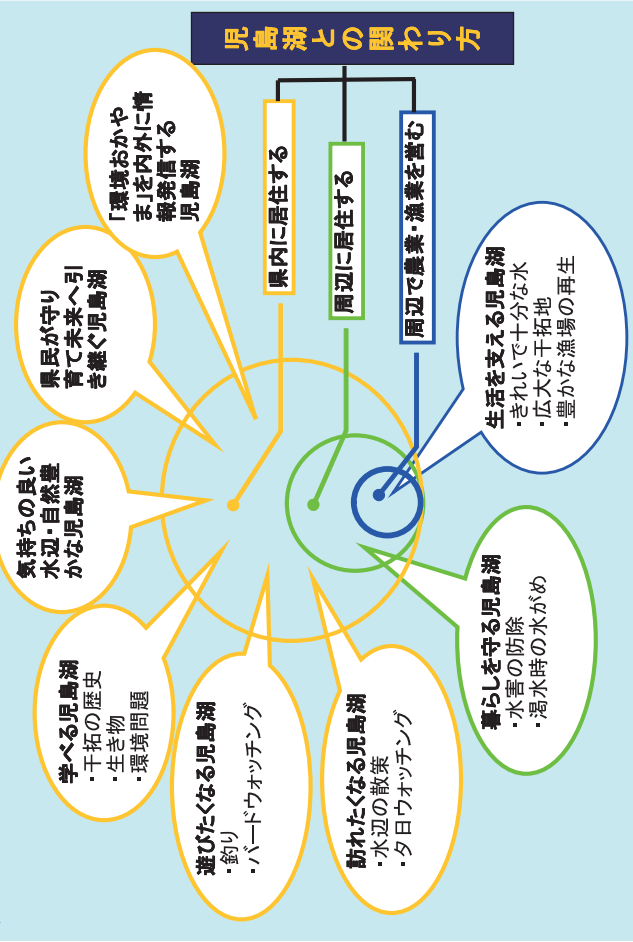 児島湖との関わり方
県内に居住する
周辺に居住する
周辺で農業・漁業を営む
「環境おかや
ま」を内外に情
報発信する
児島湖
県民が守り
育て未来へ引
き継ぐ児島湖
気持ちの良い
水辺・自然豊
かな児島湖
学べる児島湖
・干拓の歴史
・生き物
・環境問題
遊びたくなる児島湖
・釣り
・バードウォッチング
訪れたくなる児島湖
・水辺の散策
・夕日ウォッチング
暮らしを守る児島湖
・水害の防除
・渇水時の水がめ
生活を支える児島湖
・きれいで十分な水
・広大な干拓地
・豊かな漁場の再生